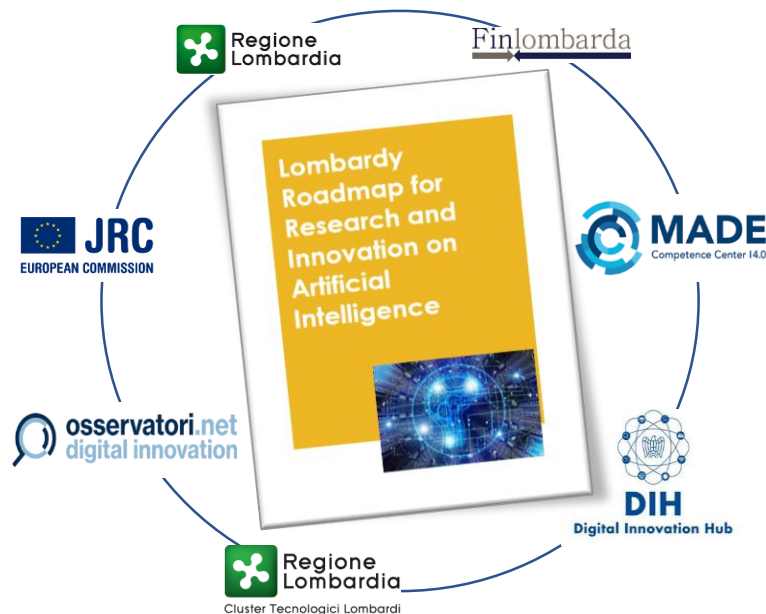 Regione
Lombardia
Finlombarda
Lombardy
Roadmap for
Research and
Innovation on
Artificial
Intelligence
JRC
EUROPEAN COMMISSION
MADE
Competence Center I4.0
osservatori.net
digital innovation
DIH
Digital Innovation Hub
Regione
Lombardia
Cluster Tecnologici Lombardi